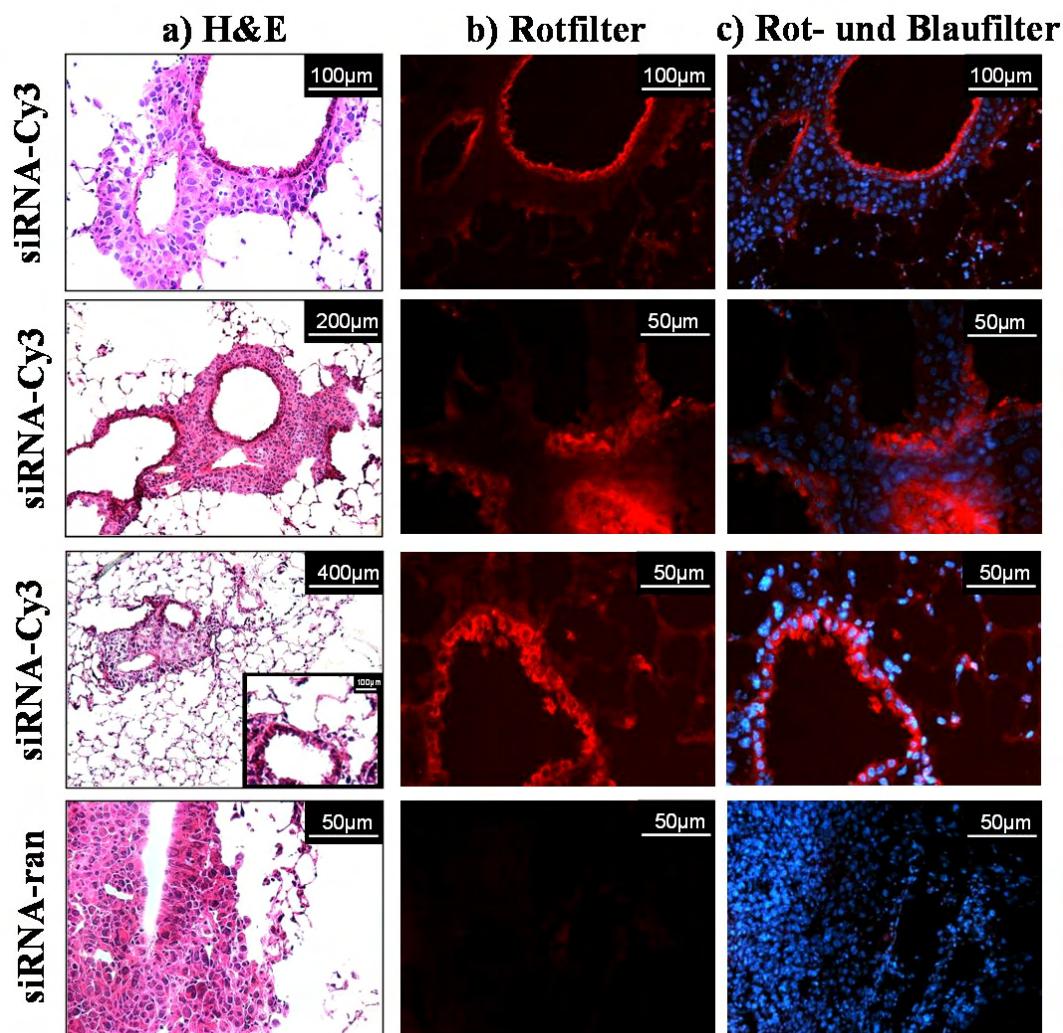 a) H&E b) Rotfilter c) Rot- und Blaufilter
siRNA-Cy3
100µm 100µm 100µm
siRNA-Cy3
200µm 50µm 50µm
siRNA-Cy3
400µm 50µm 50µm
100µm
siRNA-ran
50µm 50µm 50µm